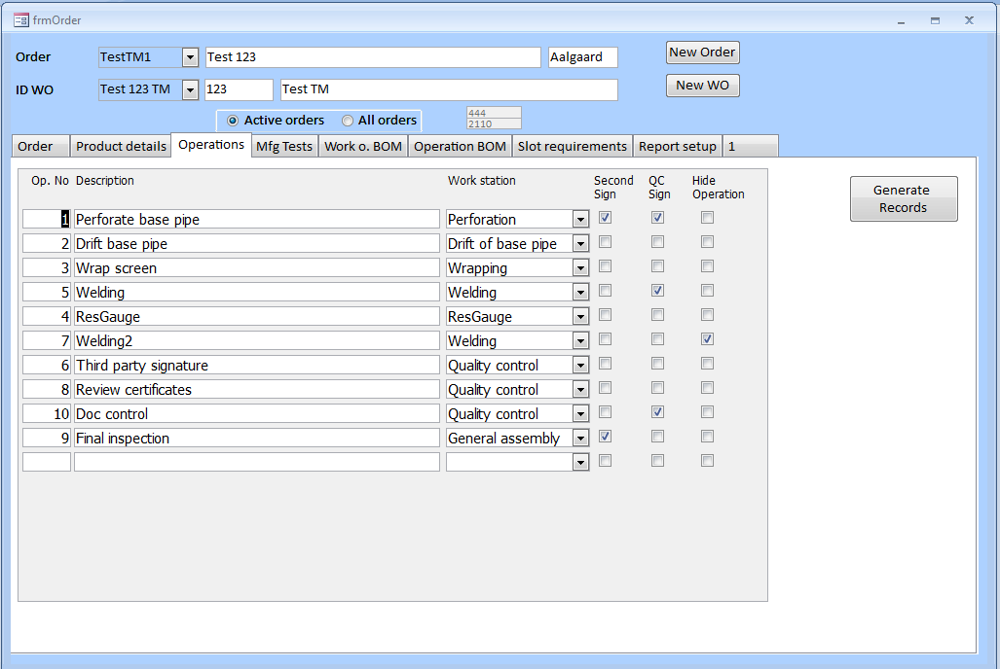 frmOrder
Order TestTM1 Test 123 Aalgaard New Order
ID WO Test 123 TM 123 Test TM New WO
Active orders All orders 444
2110
Order Product details Operations Mfg Tests Work o. BOM Operation BOM Slot requirements Report setup 1
Op. No Description Work station Second Sign QC Sign Hide Operation
Generate Records
1 Perforate base pipe Perforation
2 Drift base pipe Drift of base pipe
3 Wrap screen Wrapping
5 Welding Welding
4 ResGauge ResGauge
7 Welding2 Welding
6 Third party signature Quality control
8 Review certificates Quality control
10 Doc control Quality control
9 Final inspection General assembly